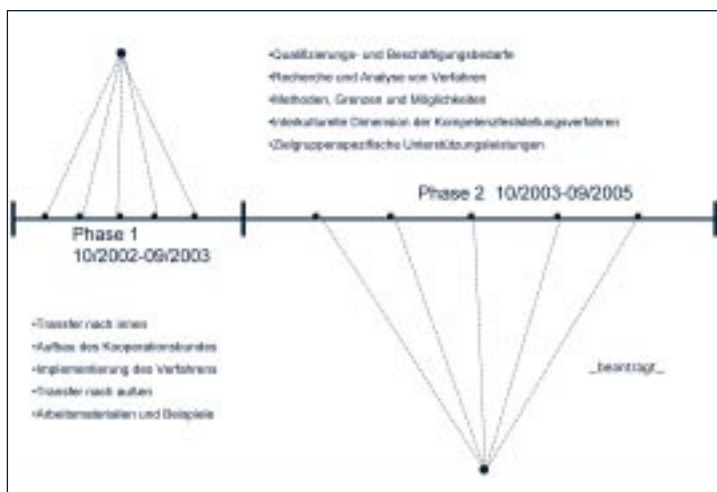 •Qualifizierungs- und Beschäftigungsbedarfe
•Recherche und Analyse von Verfahren
•Methoden, Grenzen und Möglichkeiten
•Interkulturelle Dimension der Kompetenzfeststellungsverfahren
•Zielgruppenspezifische Unterstützungsleistungen
Phase 2 10/2003-09/2005
Phase 1
10/2002-09/2003
•Transfer nach innen
•Aufbau des Kooperationsbundes
•Implementierung des Verfahrens
•Transfer nach außen
•Arbeitsmaterialien und Beispiele
_beantragt_